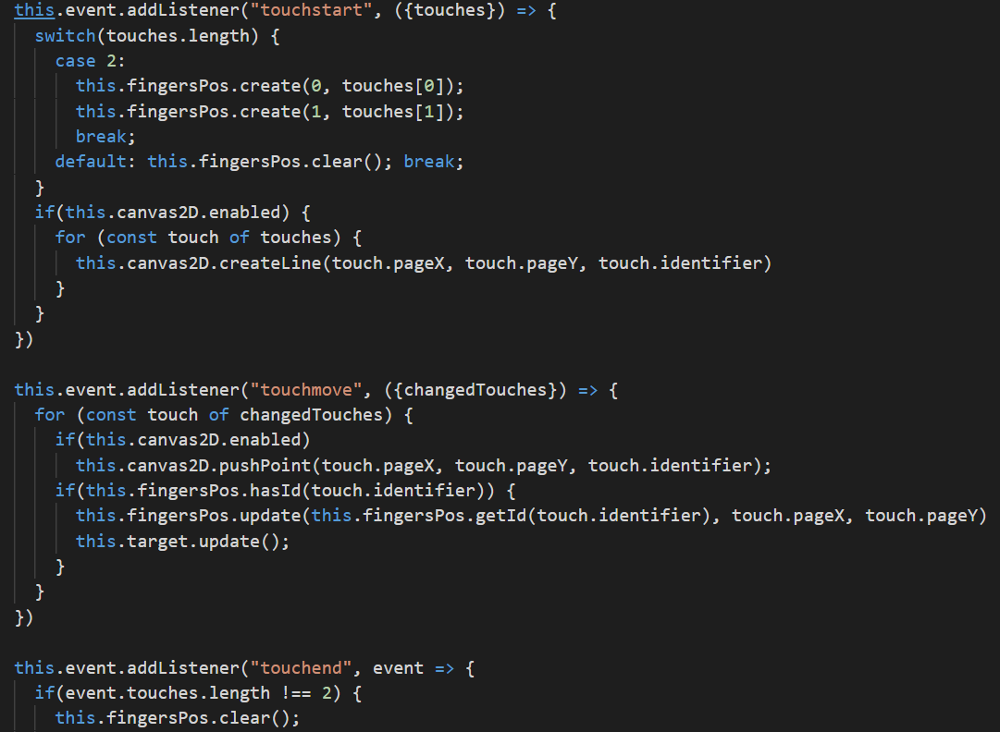 this.event.addListener("touchstart", ({touches}) => {
switch(touches.length) {
case 2:
this.fingersPos.create(0, touches[0]);
this.fingersPos.create(1, touches[1]);
break;
default: this.fingersPos.clear(); break;
}
if(this.canvas2D.enabled) {
for (const touch of touches) {
this.canvas2D.createLine(touch.pageX, touch.pageY, touch.identifier)
}
}
})
this.event.addListener("touchmove", ({changedTouches}) => {
for (const touch of changedTouches) {
if(this.canvas2D.enabled)
this.canvas2D.pushPoint(touch.pageX, touch.pageY, touch.identifier);
if(this.fingersPos.hasId(touch.identifier)) {
this.fingersPos.update(this.fingersPos.getId(touch.identifier), touch.pageX, touch.pageY)
this.target.update();
}
}
})
this.event.addListener("touchend", event => {
if(event.touches.length !== 2) {
this.fingersPos.clear();